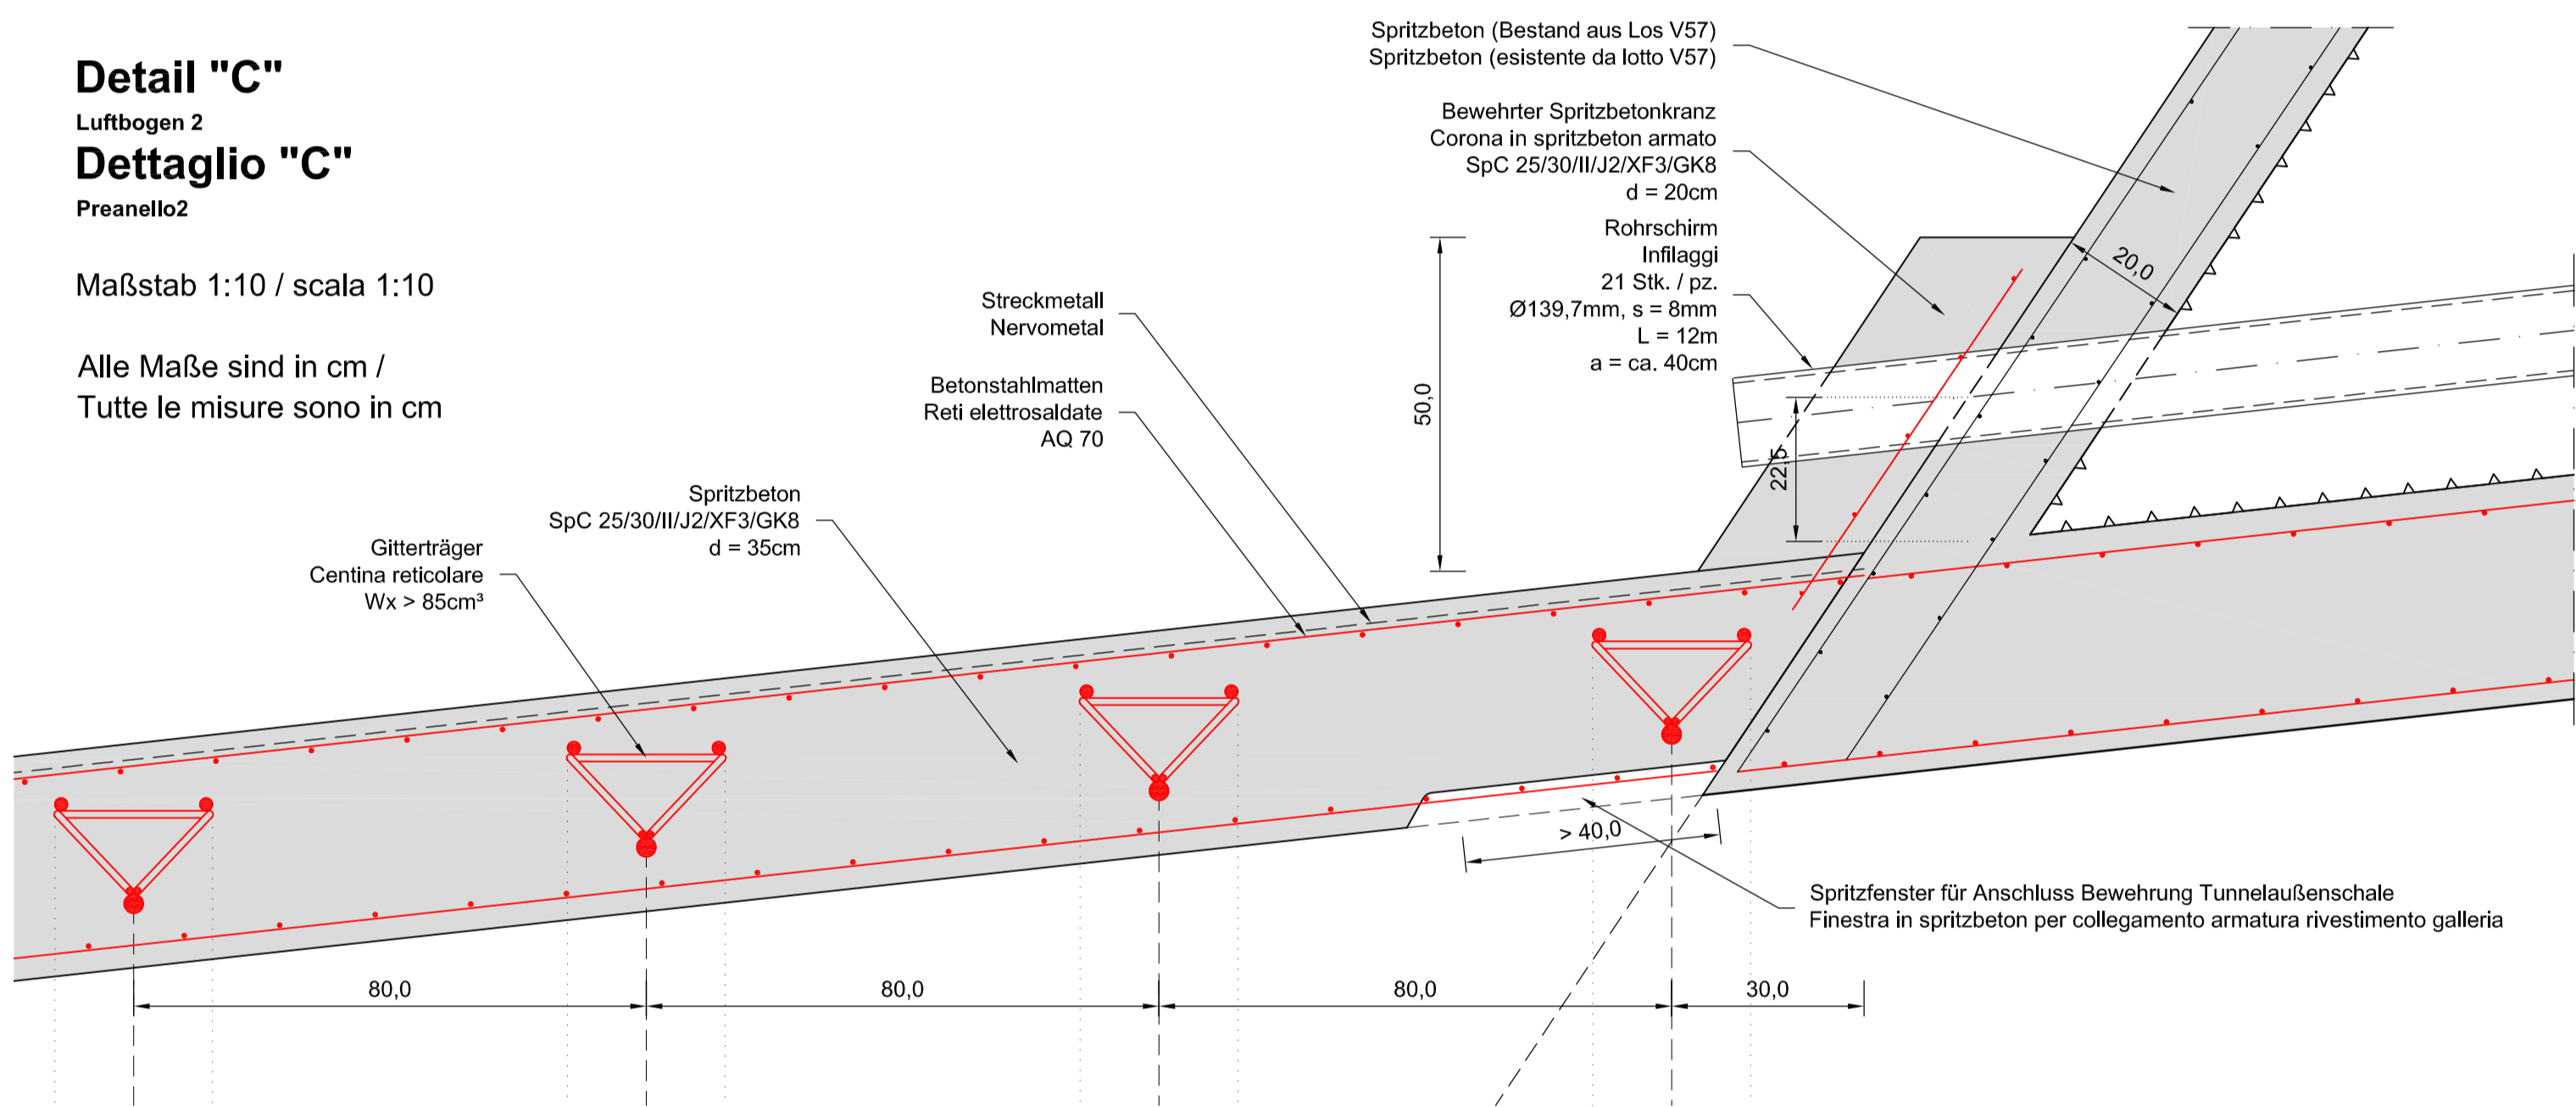 Detail "C"
Luftbogen 2
Dettaglio "C"
Preanello2
Maßstab 1:10 / scala 1:10
Alle Maße sind in cm /
Tutte le misure sono in cm
Spritzbeton (Bestand aus Los V57)
Spritzbeton (esistente da lotto V57)
Bewehrter Spritzbetonkranz
Corona in spritzbeton armato
SpC 25/30/II/J2/XF3/GK8
d = 20cm
Rohrschirm
Infilaggi
21 Stk. / pz.
Ø139,7mm, s = 8mm
L = 12m
a = ca. 40cm
Streckmetall
Nervometal
Betonstahlmatten
Reti elettrosaldate
AQ 70
Spritzbeton
SpC 25/30/II/J2/XF3/GK8
d = 35cm
Gitterträger
Centina reticolare
Wx > 85cm³
20,0
50,0
22,5
> 40,0
Spritzfenster für Anschluss Bewehrung Tunnelaußenschale
Finestra in spritzbeton per collegamento armatura rivestimento galleria
80,0
80,0
80,0
30,0